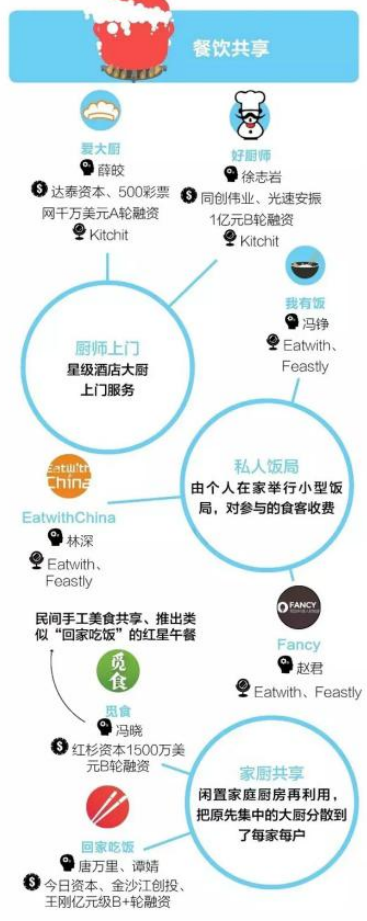 餐饮共享
爱大厨
薛皎
达泰资本、500彩票
网千万美元A轮融资
Kitchit
好厨师
徐志岩
同创伟业、光速安振
1亿元B轮融资
Kitchit
厨师上门
星级酒店大厨
上门服务
我有饭
冯铮
Eatwith、
Feastly
私人饭局
由个人在家举行小型饭
局，对参与的食客收费
Eatwith
China
EatwithChina
林深
Eatwith、
Feastly
FANCY
Fancy
赵君
Eatwith、Feastly
民间手工美食共享、推出类
似“回家吃饭”的红星午餐
觅食
觅食
冯晓
红杉资本1500万美
元B轮融资
家厨共享
闲置家庭厨房再利用，
把原先集中的大厨分散到
了每家每户
回家吃饭
唐万里、谭婧
今日资本、金沙江创投、
王刚亿元级B+轮融资